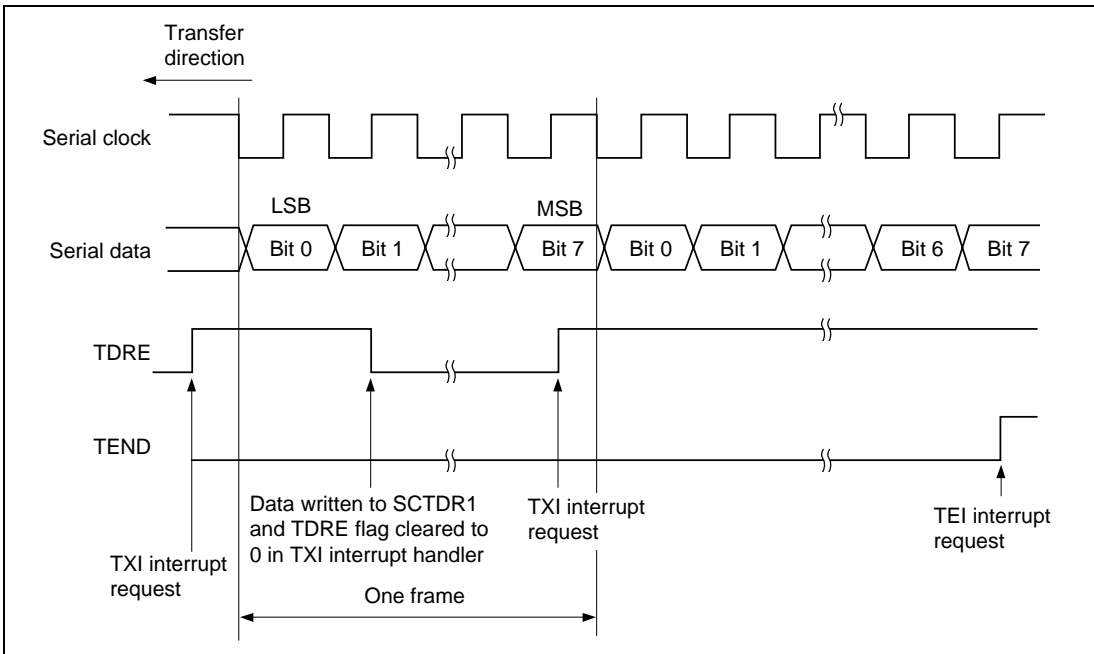 Transfer
direction
Serial clock
LSB
MSB
Serial data
Bit 0
Bit 1
Bit 7
Bit 0
Bit 1
Bit 6
Bit 7
TDRE
TEND
Data written to SCTDR1
and TDRE flag cleared to
0 in TXI interrupt handler
TXI interrupt
request
TEI interrupt
request
TXI interrupt
request
One frame